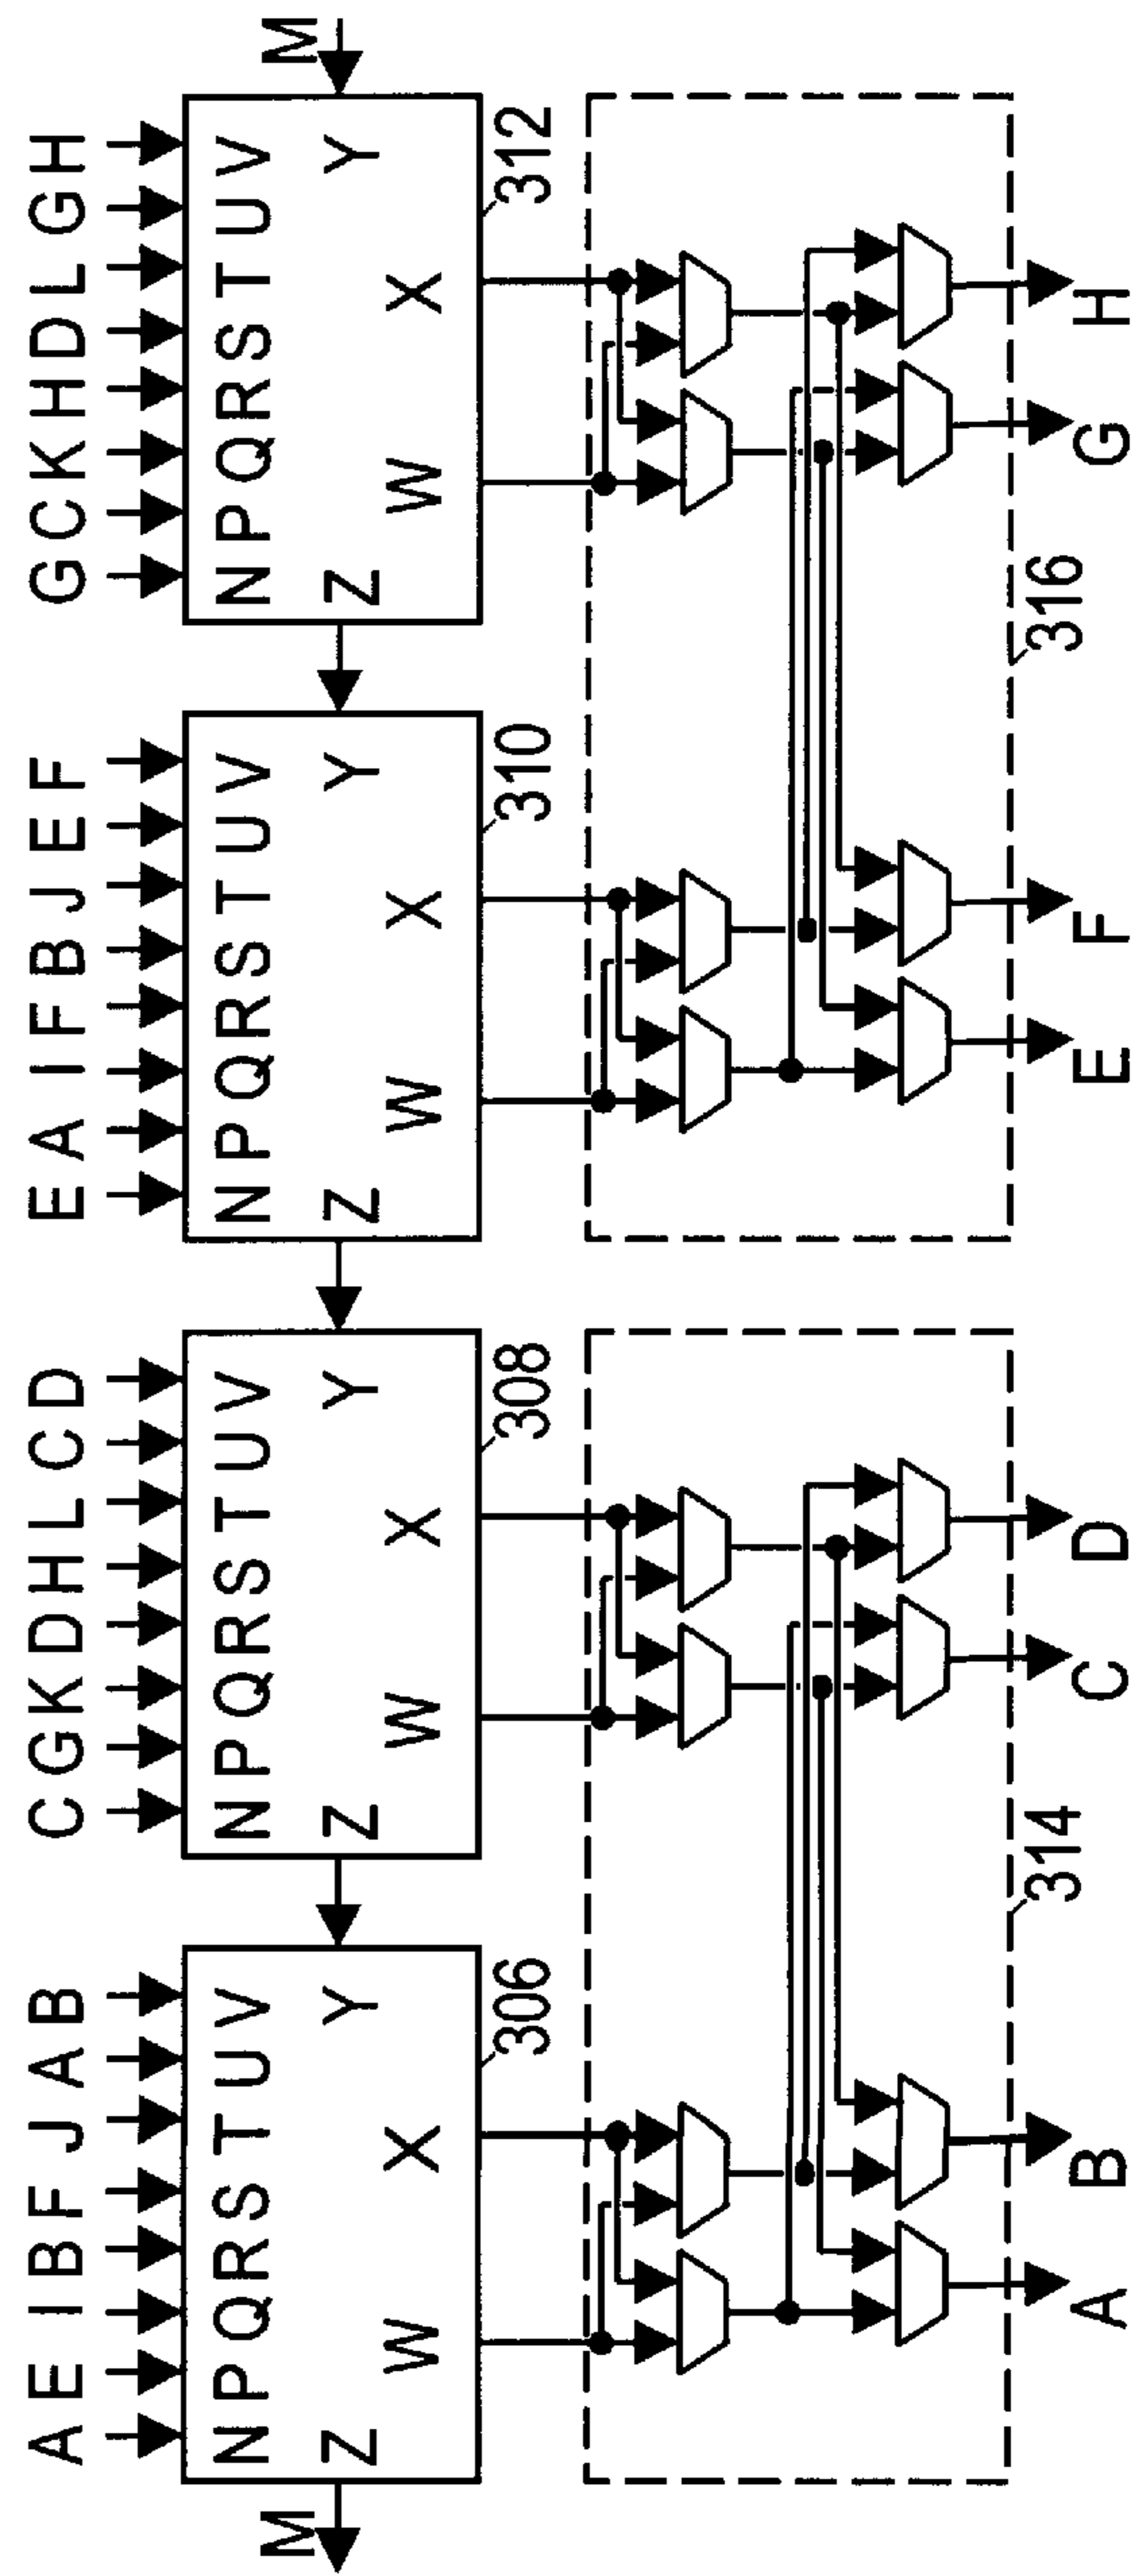 A E I B F J A B C G K D H L C D E A I F B J E F G C K H D L G H
N P Q R S T U V N P Q R S T U V N P Q R S T U V N P Q R S T U V
M M
Z Y Z Y Z Y Z Y
W X W X W X W X
306 308 310 312
314 316
A B C D E F G H